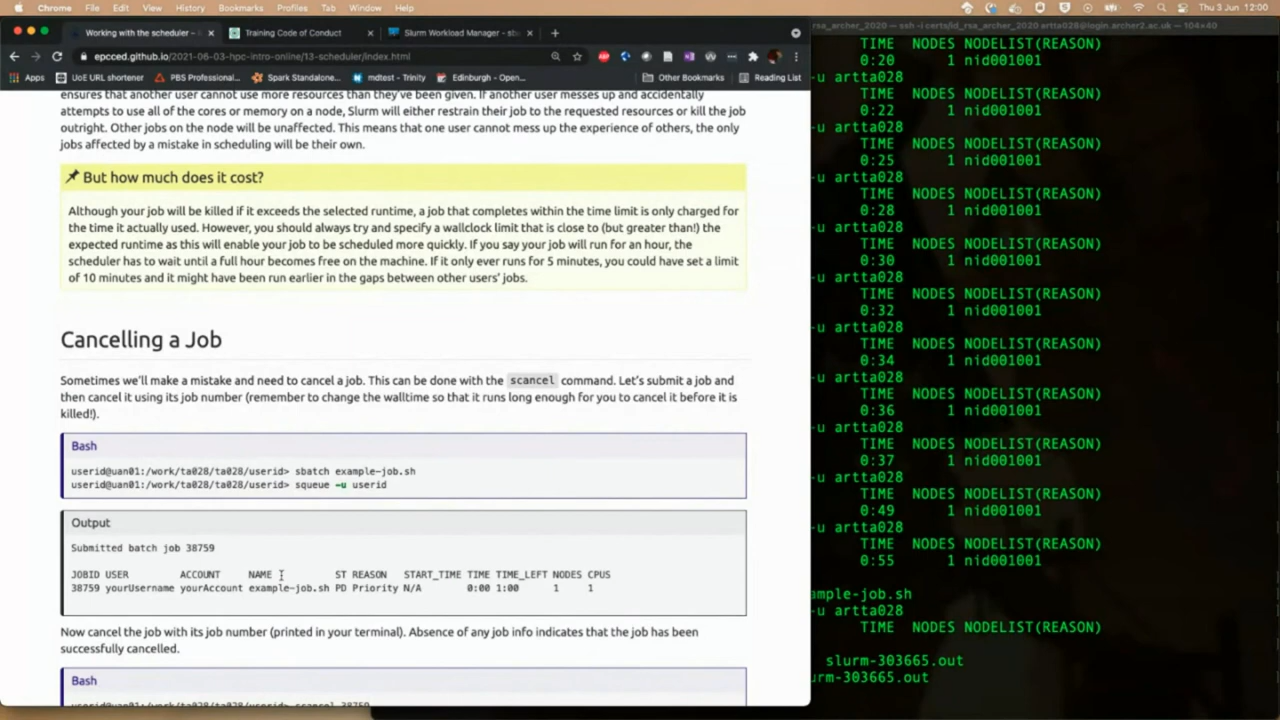 Chrome File Edit View History Bookmarks Profiles Tab Window Help Thu 3 Jun 12:00
Working with the scheduler – Training Code of Conduct Slurm Workload Manager - sba
rsa_archer_2020 — ssh -i certs/id_rsa_archer_2020 artta028@login.archer2.ac.uk — 104×40
epcced.github.io/2021-06-03-hpc-intro-online/13-scheduler/index.html
Apps UoE URL shortener PBS Professional... Spark Standalone... mdtest - Trinity Edinburgh - Open... Other Bookmarks Reading List
ensures that another user cannot use more resources than they've been given. If another user messes up and accidentally
attempts to use all of the cores or memory on a node, Slurm will either restrain their job to the requested resources or kill the job
outright. Other jobs on the node will be unaffected. This means that one user cannot mess up the experience of others, the only
jobs affected by a mistake in scheduling will be their own.
But how much does it cost?
Although your job will be killed if it exceeds the selected runtime, a job that completes within the time limit is only charged for
the time it actually used. However, you should always try and specify a wallclock limit that is close to (but greater than!) the
expected runtime as this will enable your job to be scheduled more quickly. If you say your job will run for an hour, the
scheduler has to wait until a full hour becomes free on the machine. If it only ever runs for 5 minutes, you could have set a limit
of 10 minutes and it might have been run earlier in the gaps between other users' jobs.
Cancelling a Job
Sometimes we'll make a mistake and need to cancel a job. This can be done with the scancel command. Let's submit a job and
then cancel it using its job number (remember to change the walltime so that it runs long enough for you to cancel it before it is
killed!).
Bash
userid@uan01:/work/ta028/ta028/userid> sbatch example-job.sh
userid@uan01:/work/ta028/ta028/userid> squeue -u userid
Output
Submitted batch job 38759
JOBID USER ACCOUNT NAME ST REASON START_TIME TIME TIME_LEFT NODES CPUS
38759 yourUsername yourAccount example-job.sh PD Priority N/A 0:00 1:00 1 1
Now cancel the job with its job number (printed in your terminal). Absence of any job info indicates that the job has been
successfully cancelled.
Bash
userid@uan01:/work/ta028/ta028/userid> scancel 38759
TIME NODES NODELIST(REASON)
0:20 1 nid001001
-u artta028
TIME NODES NODELIST(REASON)
0:22 1 nid001001
-u artta028
TIME NODES NODELIST(REASON)
0:25 1 nid001001
-u artta028
TIME NODES NODELIST(REASON)
0:28 1 nid001001
-u artta028
TIME NODES NODELIST(REASON)
0:30 1 nid001001
-u artta028
TIME NODES NODELIST(REASON)
0:32 1 nid001001
-u artta028
TIME NODES NODELIST(REASON)
0:34 1 nid001001
-u artta028
TIME NODES NODELIST(REASON)
0:36 1 nid001001
-u artta028
TIME NODES NODELIST(REASON)
0:37 1 nid001001
-u artta028
TIME NODES NODELIST(REASON)
0:49 1 nid001001
-u artta028
TIME NODES NODELIST(REASON)
0:55 1 nid001001
ample-job.sh
-u artta028
TIME NODES NODELIST(REASON)
slurm-303665.out
urm-303665.out